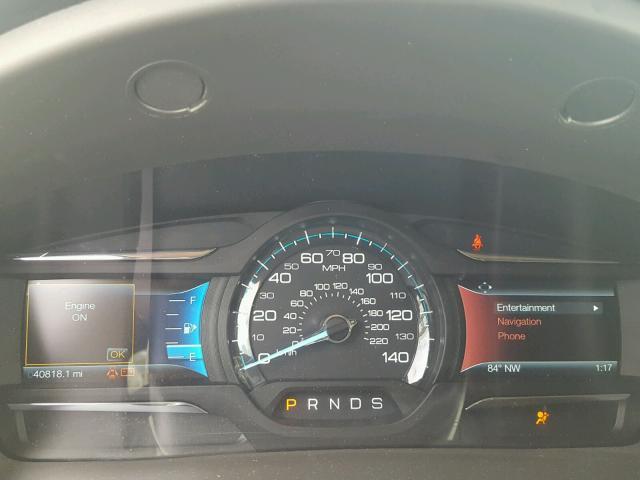 Engine
ON
OK
40818.1 mi
F
E
0 10 20 30 40 50 60 70 80 90 100 110 120 130 140
MPH
0 20 40 60 80 100 120 140 160 180 200 220
km/h
P R N D S
Entertainment
Navigation
Phone
84° NW
1:17